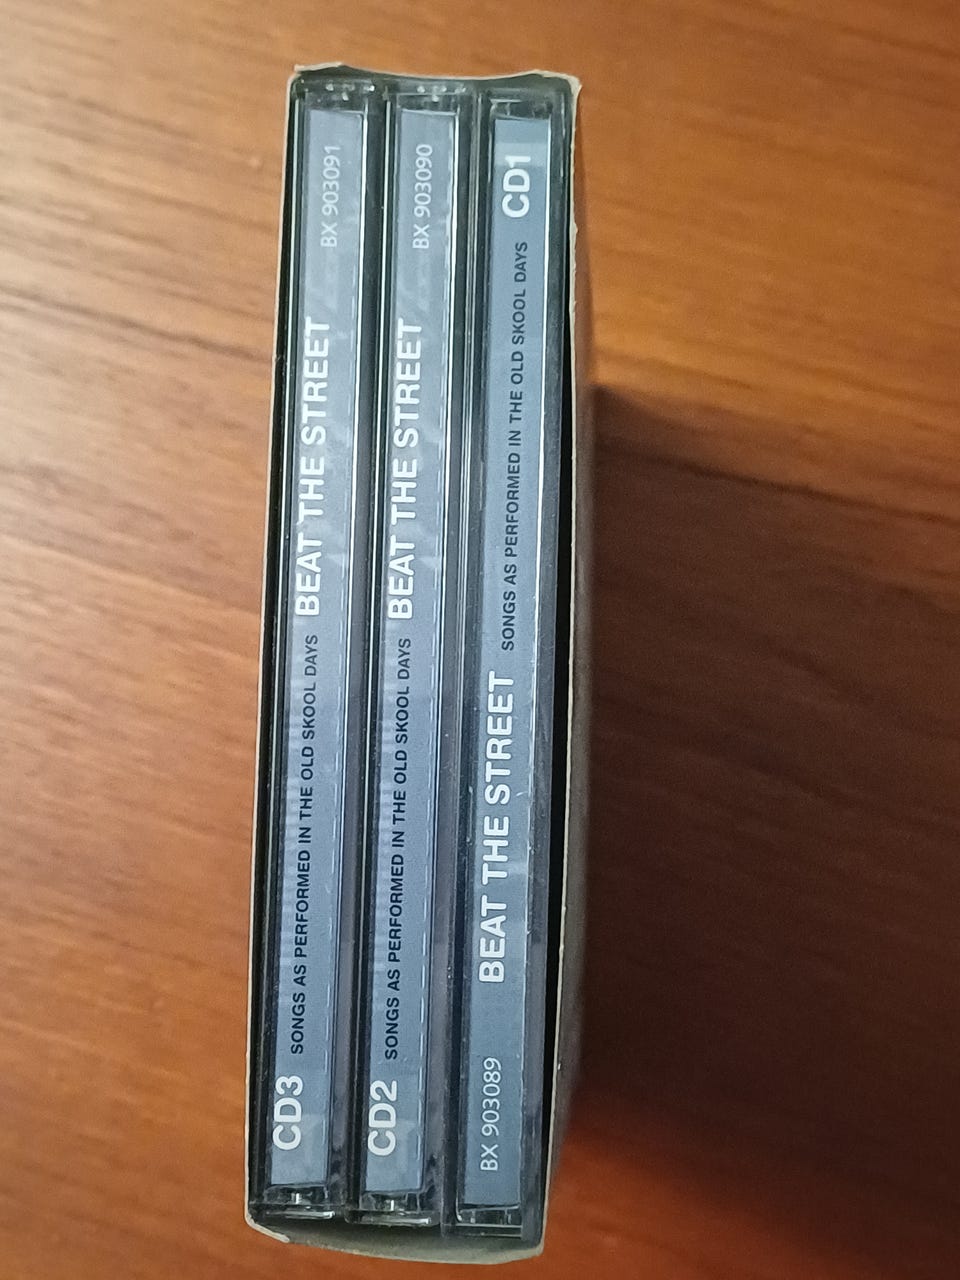 CD3 SONGS AS PERFORMED IN THE OLD SKOOL DAYS BEAT THE STREET BX 903091
CD2 SONGS AS PERFORMED IN THE OLD SKOOL DAYS BEAT THE STREET BX 903090
BX 903089 BEAT THE STREET SONGS AS PERFORMED IN THE OLD SKOOL DAYS CD1